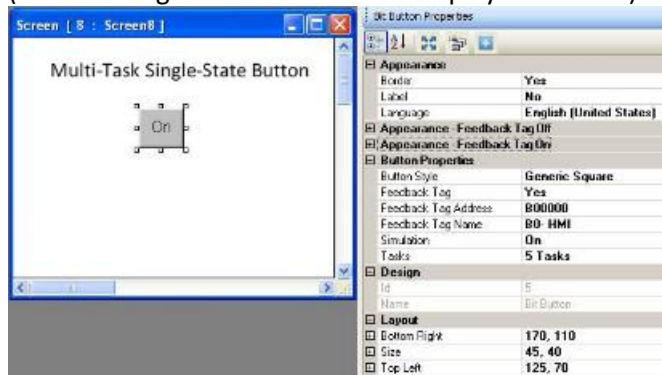 Screen [ 8 : Screen8 ]
Multi-Task Single-State Button
On
Bit Button Properties
Appearance
Border Yes
Label No
Language English (United States)
Appearance - Feedback Tag Off
Appearance - Feedback Tag On
Button Properties
Button Style Generic Square
Feedback Tag Yes
Feedback Tag Address B00000
Feedback Tag Name B0- HMI
Simulation On
Tasks 5 Tasks
Design
Id 5
Name Bit Button
Layout
Bottom Right 170, 110
Size 45, 40
Top Left 125, 70